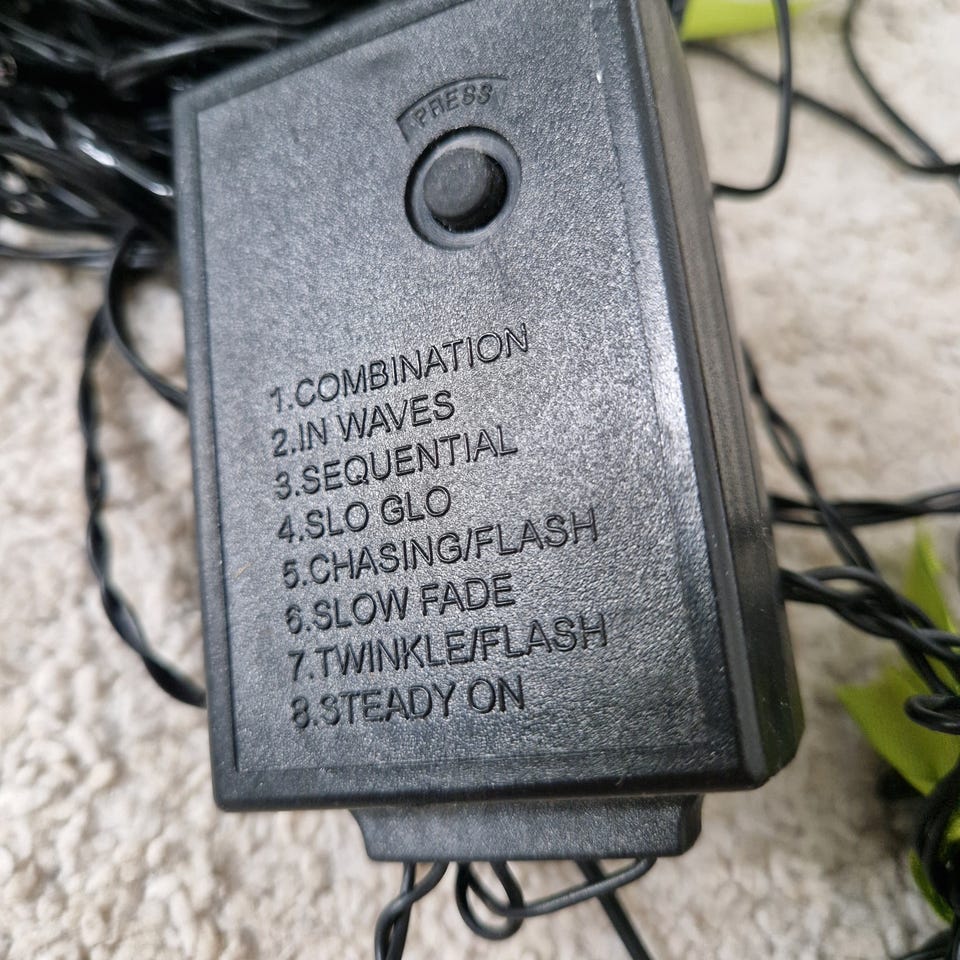 PRESS
1.COMBINATION
2.IN WAVES
3.SEQUENTIAL
4.SLO GLO
5.CHASING/FLASH
6.SLOW FADE
7.TWINKLE/FLASH
8.STEADY ON